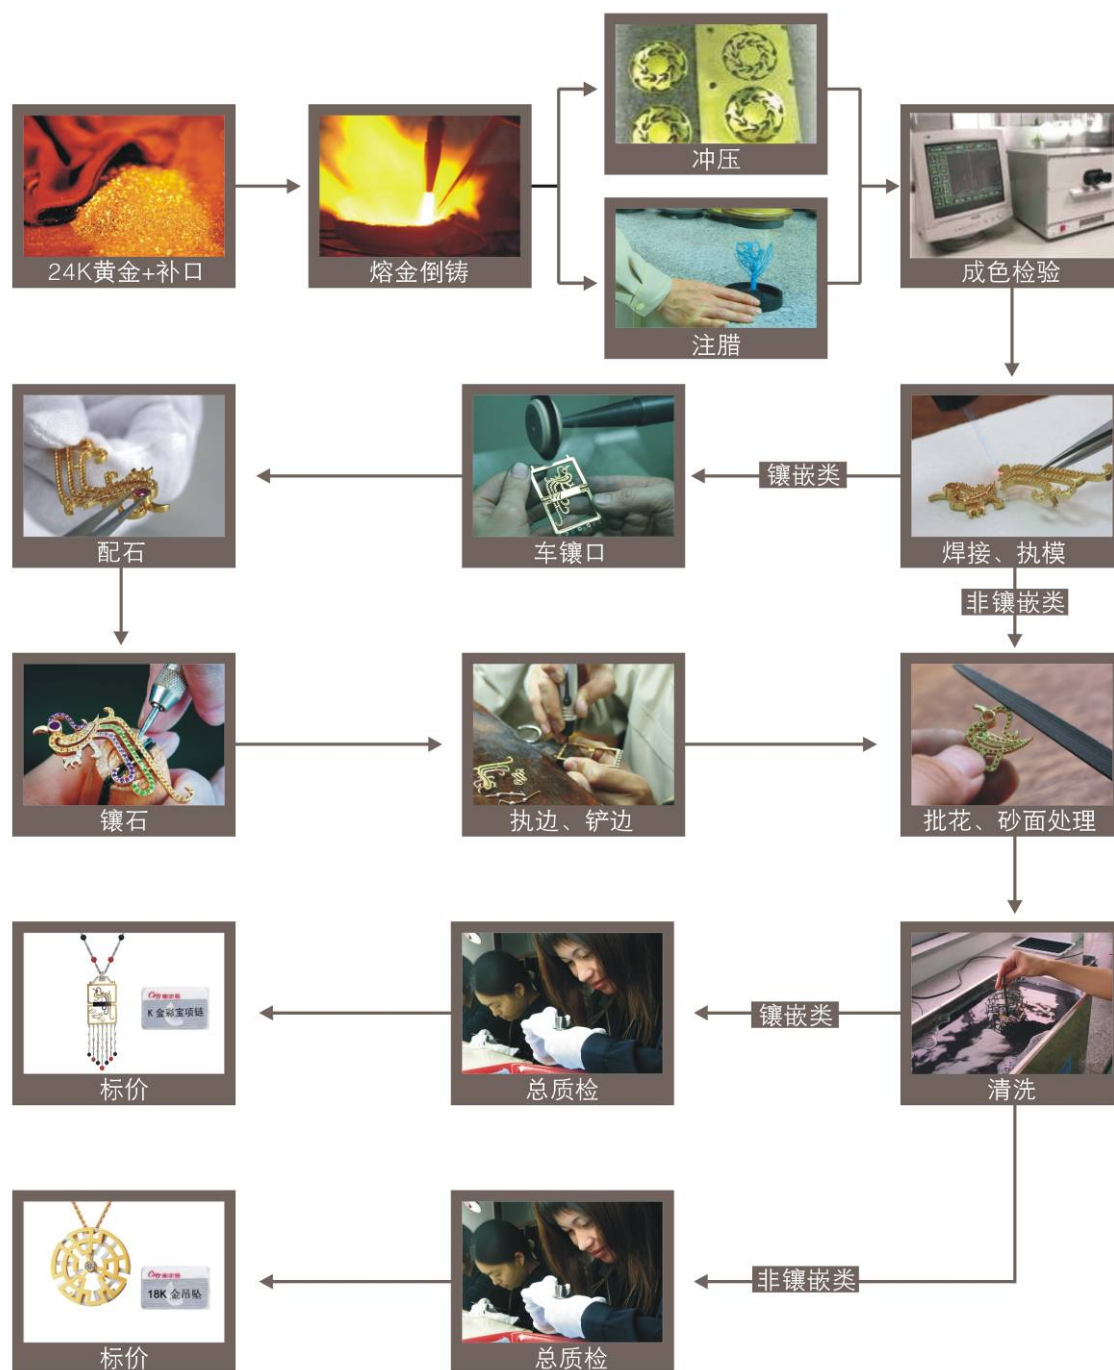 冲压
24K黄金+补口
熔金倒铸
注腊
成色检验
配石
车镶口
镶嵌类
焊接、执模
非镶嵌类
镶石
执边、铲边
批花、砂面处理
K金彩宝项链
标价
总质检
镶嵌类
清洗
18K金吊坠
标价
总质检
非镶嵌类